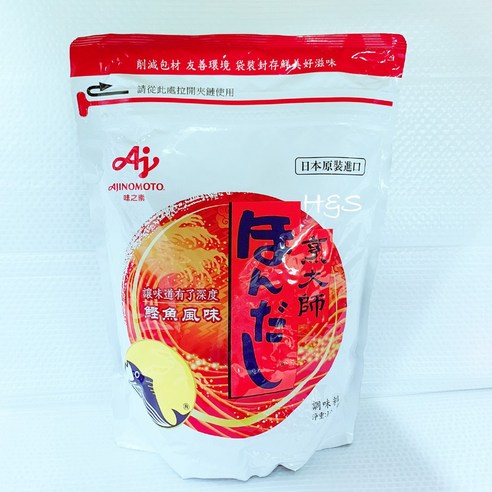 削減包材 友善環境 袋裝封存鮮美好滋味
請從此處拉開夾鏈使用
AJINOMOTO
味之素
日本原裝進口
H&S
ほんだし
烹大師
讓味道有了深度
鰹魚風味
調味料
淨重: